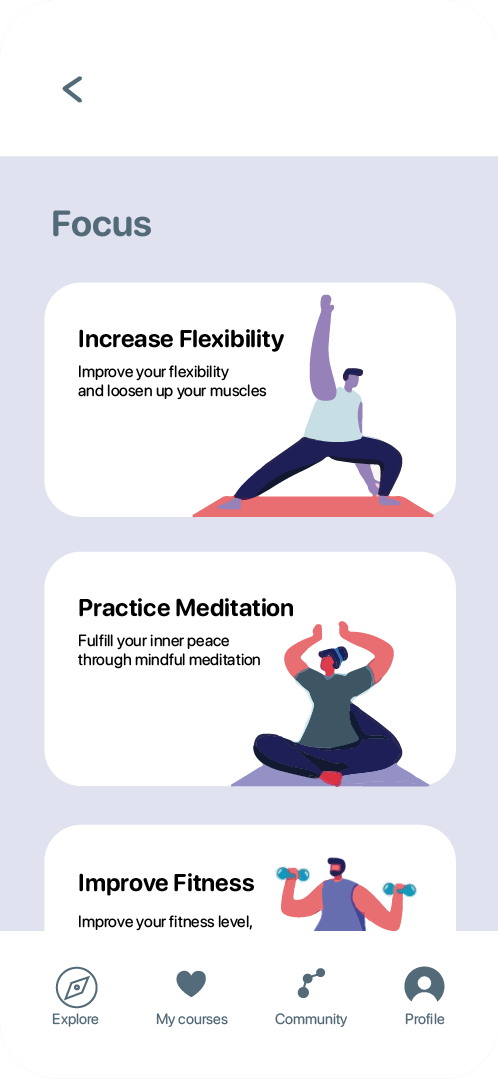 Focus
Increase Flexibility
Improve your flexibility
and loosen up your muscles
Practice Meditation
Fulfill your inner peace
through mindful meditation
Improve Fitness
Improve your fitness level,
Explore
My courses
Community
Profile